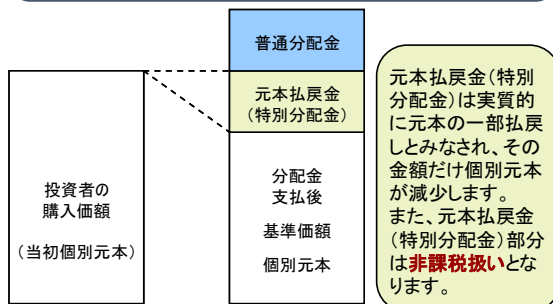 普通分配金
元本払戻金
(特別分配金)
投資者の
購入価額
(当初個別元本)
分配金
支払後
基準価額
個別元本
元本払戻金(特別
分配金)は実質的
に元本の一部払戻
しとみなされ、その
金額だけ個別元本
が減少します。
また、元本払戻金
(特別分配金)部分
は非課税扱いとな
ります。